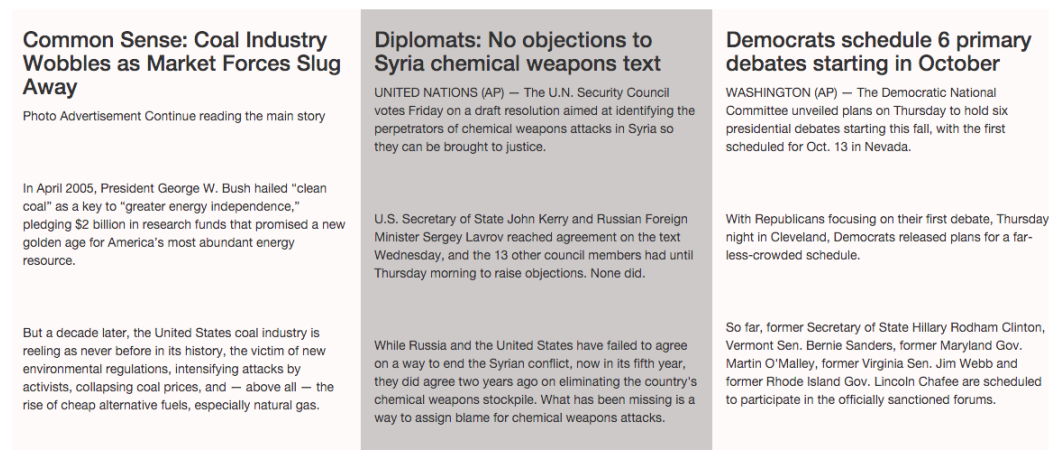 Common Sense: Coal Industry
Wobbles as Market Forces Slug
Away
Photo Advertisement Continue reading the main story
In April 2005, President George W. Bush hailed “clean
coal” as a key to “greater energy independence,”
pledging $2 billion in research funds that promised a new
golden age for America’s most abundant energy
resource.
But a decade later, the United States coal industry is
reeling as never before in its history, the victim of new
environmental regulations, intensifying attacks by
activists, collapsing coal prices, and — above all — the
rise of cheap alternative fuels, especially natural gas.
Diplomats: No objections to
Syria chemical weapons text
UNITED NATIONS (AP) — The U.N. Security Council
votes Friday on a draft resolution aimed at identifying the
perpetrators of chemical weapons attacks in Syria so
they can be brought to justice.
U.S. Secretary of State John Kerry and Russian Foreign
Minister Sergey Lavrov reached agreement on the text
Wednesday, and the 13 other council members had until
Thursday morning to raise objections. None did.
While Russia and the United States have failed to agree
on a way to end the Syrian conflict, now in its fifth year,
they did agree two years ago on eliminating the country's
chemical weapons stockpile. What has been missing is a
way to assign blame for chemical weapons attacks.
Democrats schedule 6 primary
debates starting in October
WASHINGTON (AP) — The Democratic National
Committee unveiled plans on Thursday to hold six
presidential debates starting this fall, with the first
scheduled for Oct. 13 in Nevada.
With Republicans focusing on their first debate, Thursday
night in Cleveland, Democrats released plans for a far-
less-crowded schedule.
So far, former Secretary of State Hillary Rodham Clinton,
Vermont Sen. Bernie Sanders, former Maryland Gov.
Martin O'Malley, former Virginia Sen. Jim Webb and
former Rhode Island Gov. Lincoln Chafee are scheduled
to participate in the officially sanctioned forums.